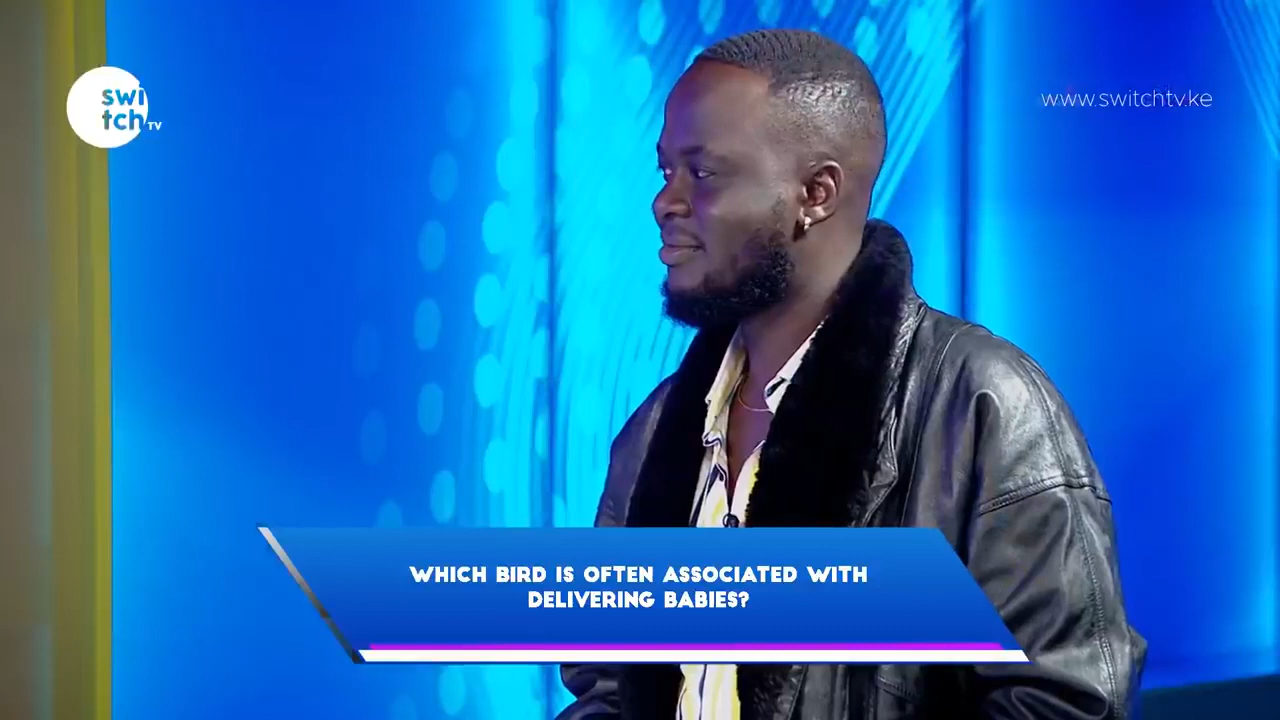 swi
tch TV
www.switchtv.ke
WHICH BIRD IS OFTEN ASSOCIATED WITH
DELIVERING BABIES?